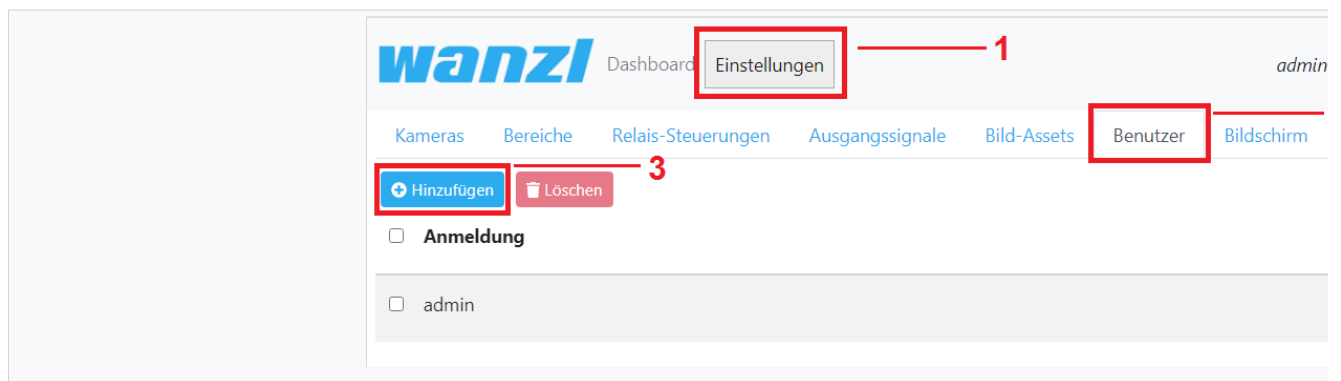 wanzl Dashboard Einstellungen 1 admin
Kameras Bereiche Relais-Steuerungen Ausgangssignale Bild-Assets Benutzer Bildschirm
Hinzufügen Löschen 3
Anmeldung
admin